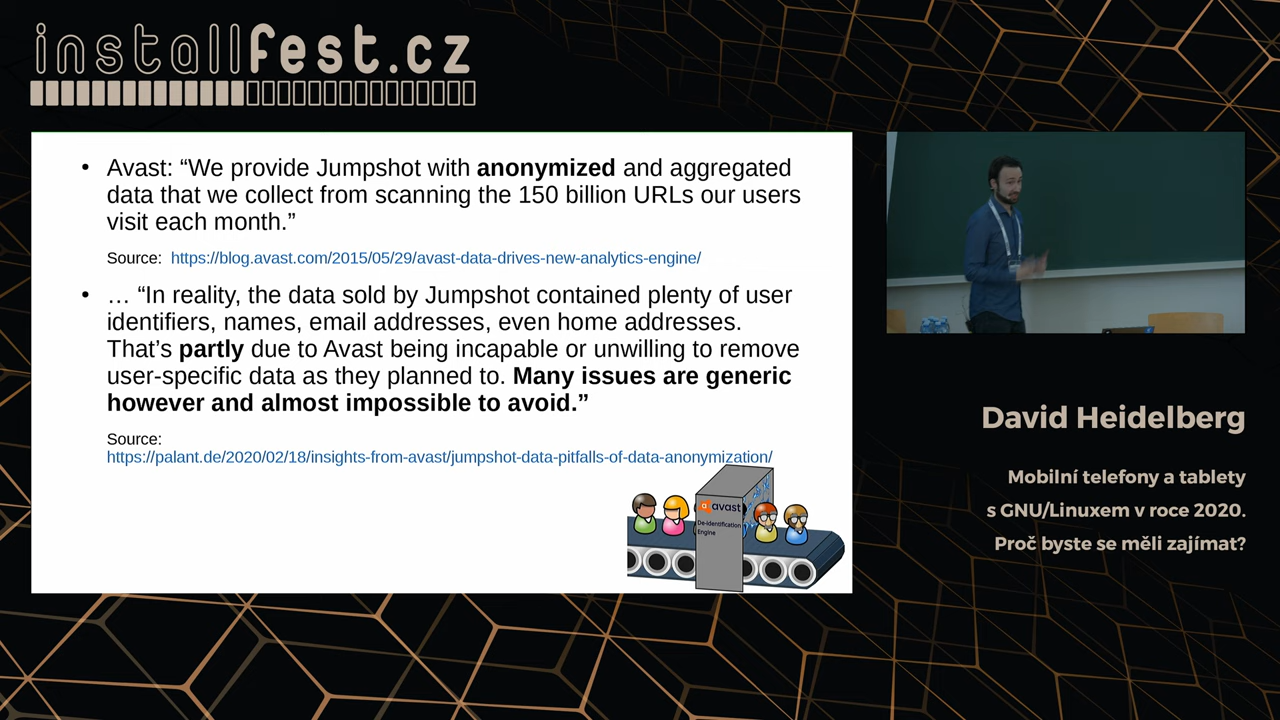 installfest.cz
• Avast: “We provide Jumpshot with anonymized and aggregated
data that we collect from scanning the 150 billion URLs our users
visit each month.”
Source: https://blog.avast.com/2015/05/29/avast-data-drives-new-analytics-engine/
• … “In reality, the data sold by Jumpshot contained plenty of user
identifiers, names, email addresses, even home addresses.
That’s partly due to Avast being incapable or unwilling to remove
user-specific data as they planned to. Many issues are generic
however and almost impossible to avoid.”
Source:
https://palant.de/2020/02/18/insights-from-avast/jumpshot-data-pitfalls-of-data-anonymization/
avast
De-identification
Engine
David Heidelberg
Mobilní telefony a tablety
s GNU/Linuxem v roce 2020.
Proč byste se měli zajímat?